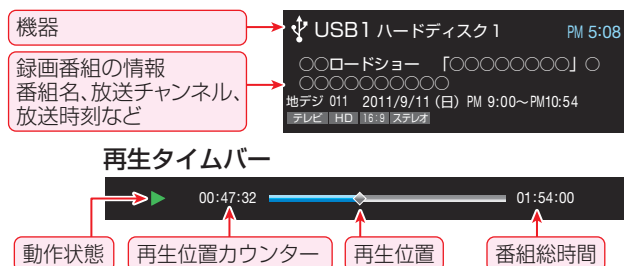 機器
USB1 ハードディスク1 PM 5:08
録画番組の情報
番組名、放送チャンネル、
放送時刻など
○○ロードショー 「○○○○○○○○」○
○○○○○○○○○○
地デジ 011 2011/9/11 (日) PM 9:00~PM10:54
テレビ HD 16:9 ステレオ
再生タイムバー
00:47:32 01:54:00
動作状態 再生位置カウンター 再生位置 番組総時間